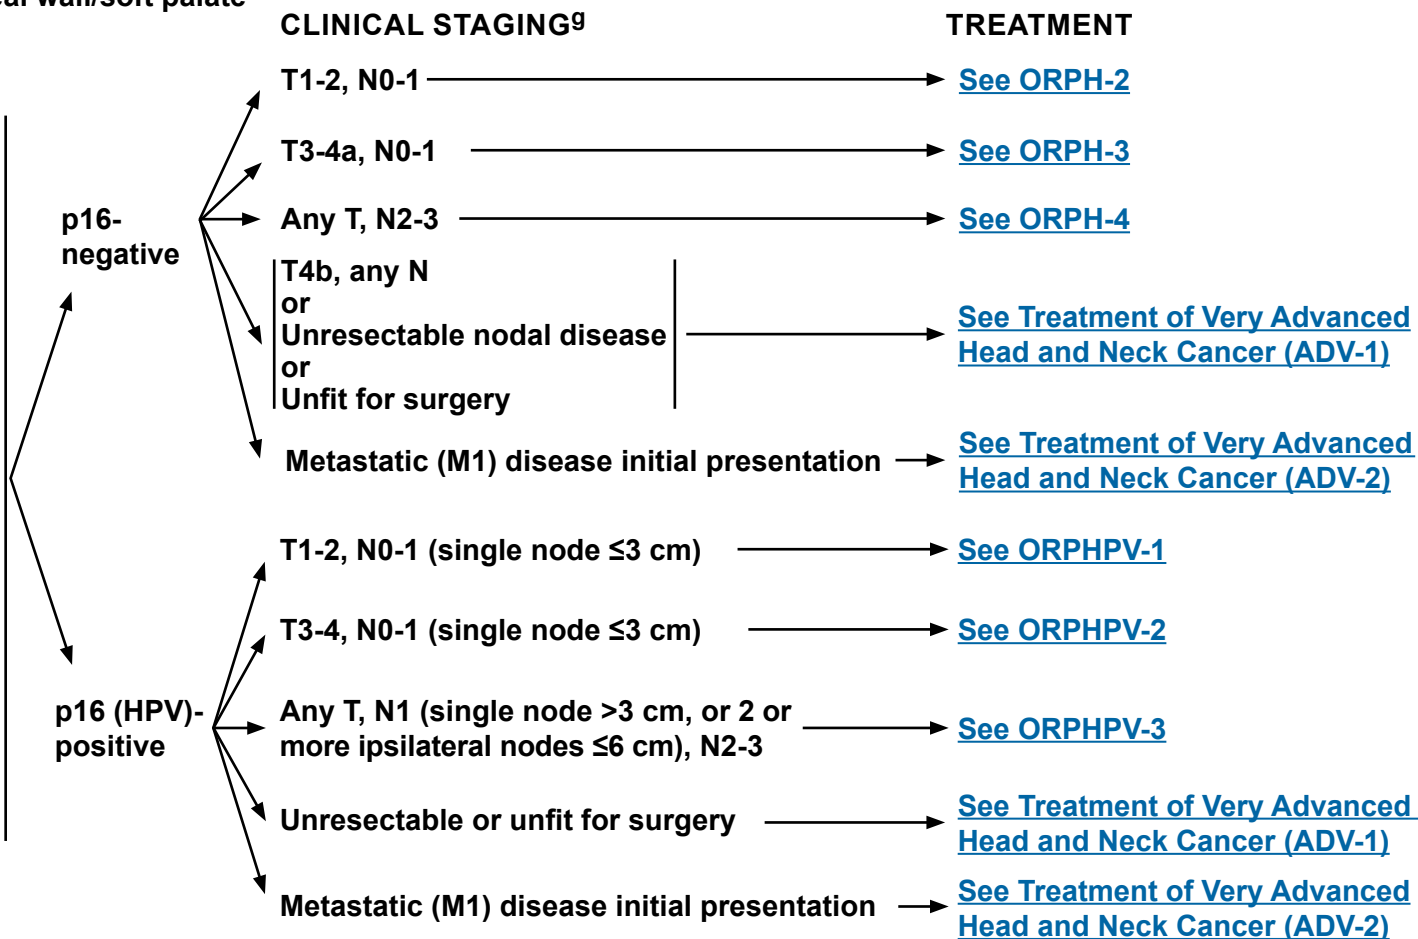 al wall/soft palate
CLINICAL STAGINGg
TREATMENT
T1-2, N0-1
See ORPH-2
T3-4a, N0-1
See ORPH-3
p16-
negative
Any T, N2-3
See ORPH-4
T4b, any N
or
Unresectable nodal disease
or
Unfit for surgery
See Treatment of Very Advanced
Head and Neck Cancer (ADV-1)
Metastatic (M1) disease initial presentation
See Treatment of Very Advanced
Head and Neck Cancer (ADV-2)
T1-2, N0-1 (single node ≤3 cm)
See ORPHPV-1
T3-4, N0-1 (single node ≤3 cm)
See ORPHPV-2
p16 (HPV)-
positive
Any T, N1 (single node >3 cm, or 2 or
more ipsilateral nodes ≤6 cm), N2-3
See ORPHPV-3
Unresectable or unfit for surgery
See Treatment of Very Advanced
Head and Neck Cancer (ADV-1)
Metastatic (M1) disease initial presentation
See Treatment of Very Advanced
Head and Neck Cancer (ADV-2)